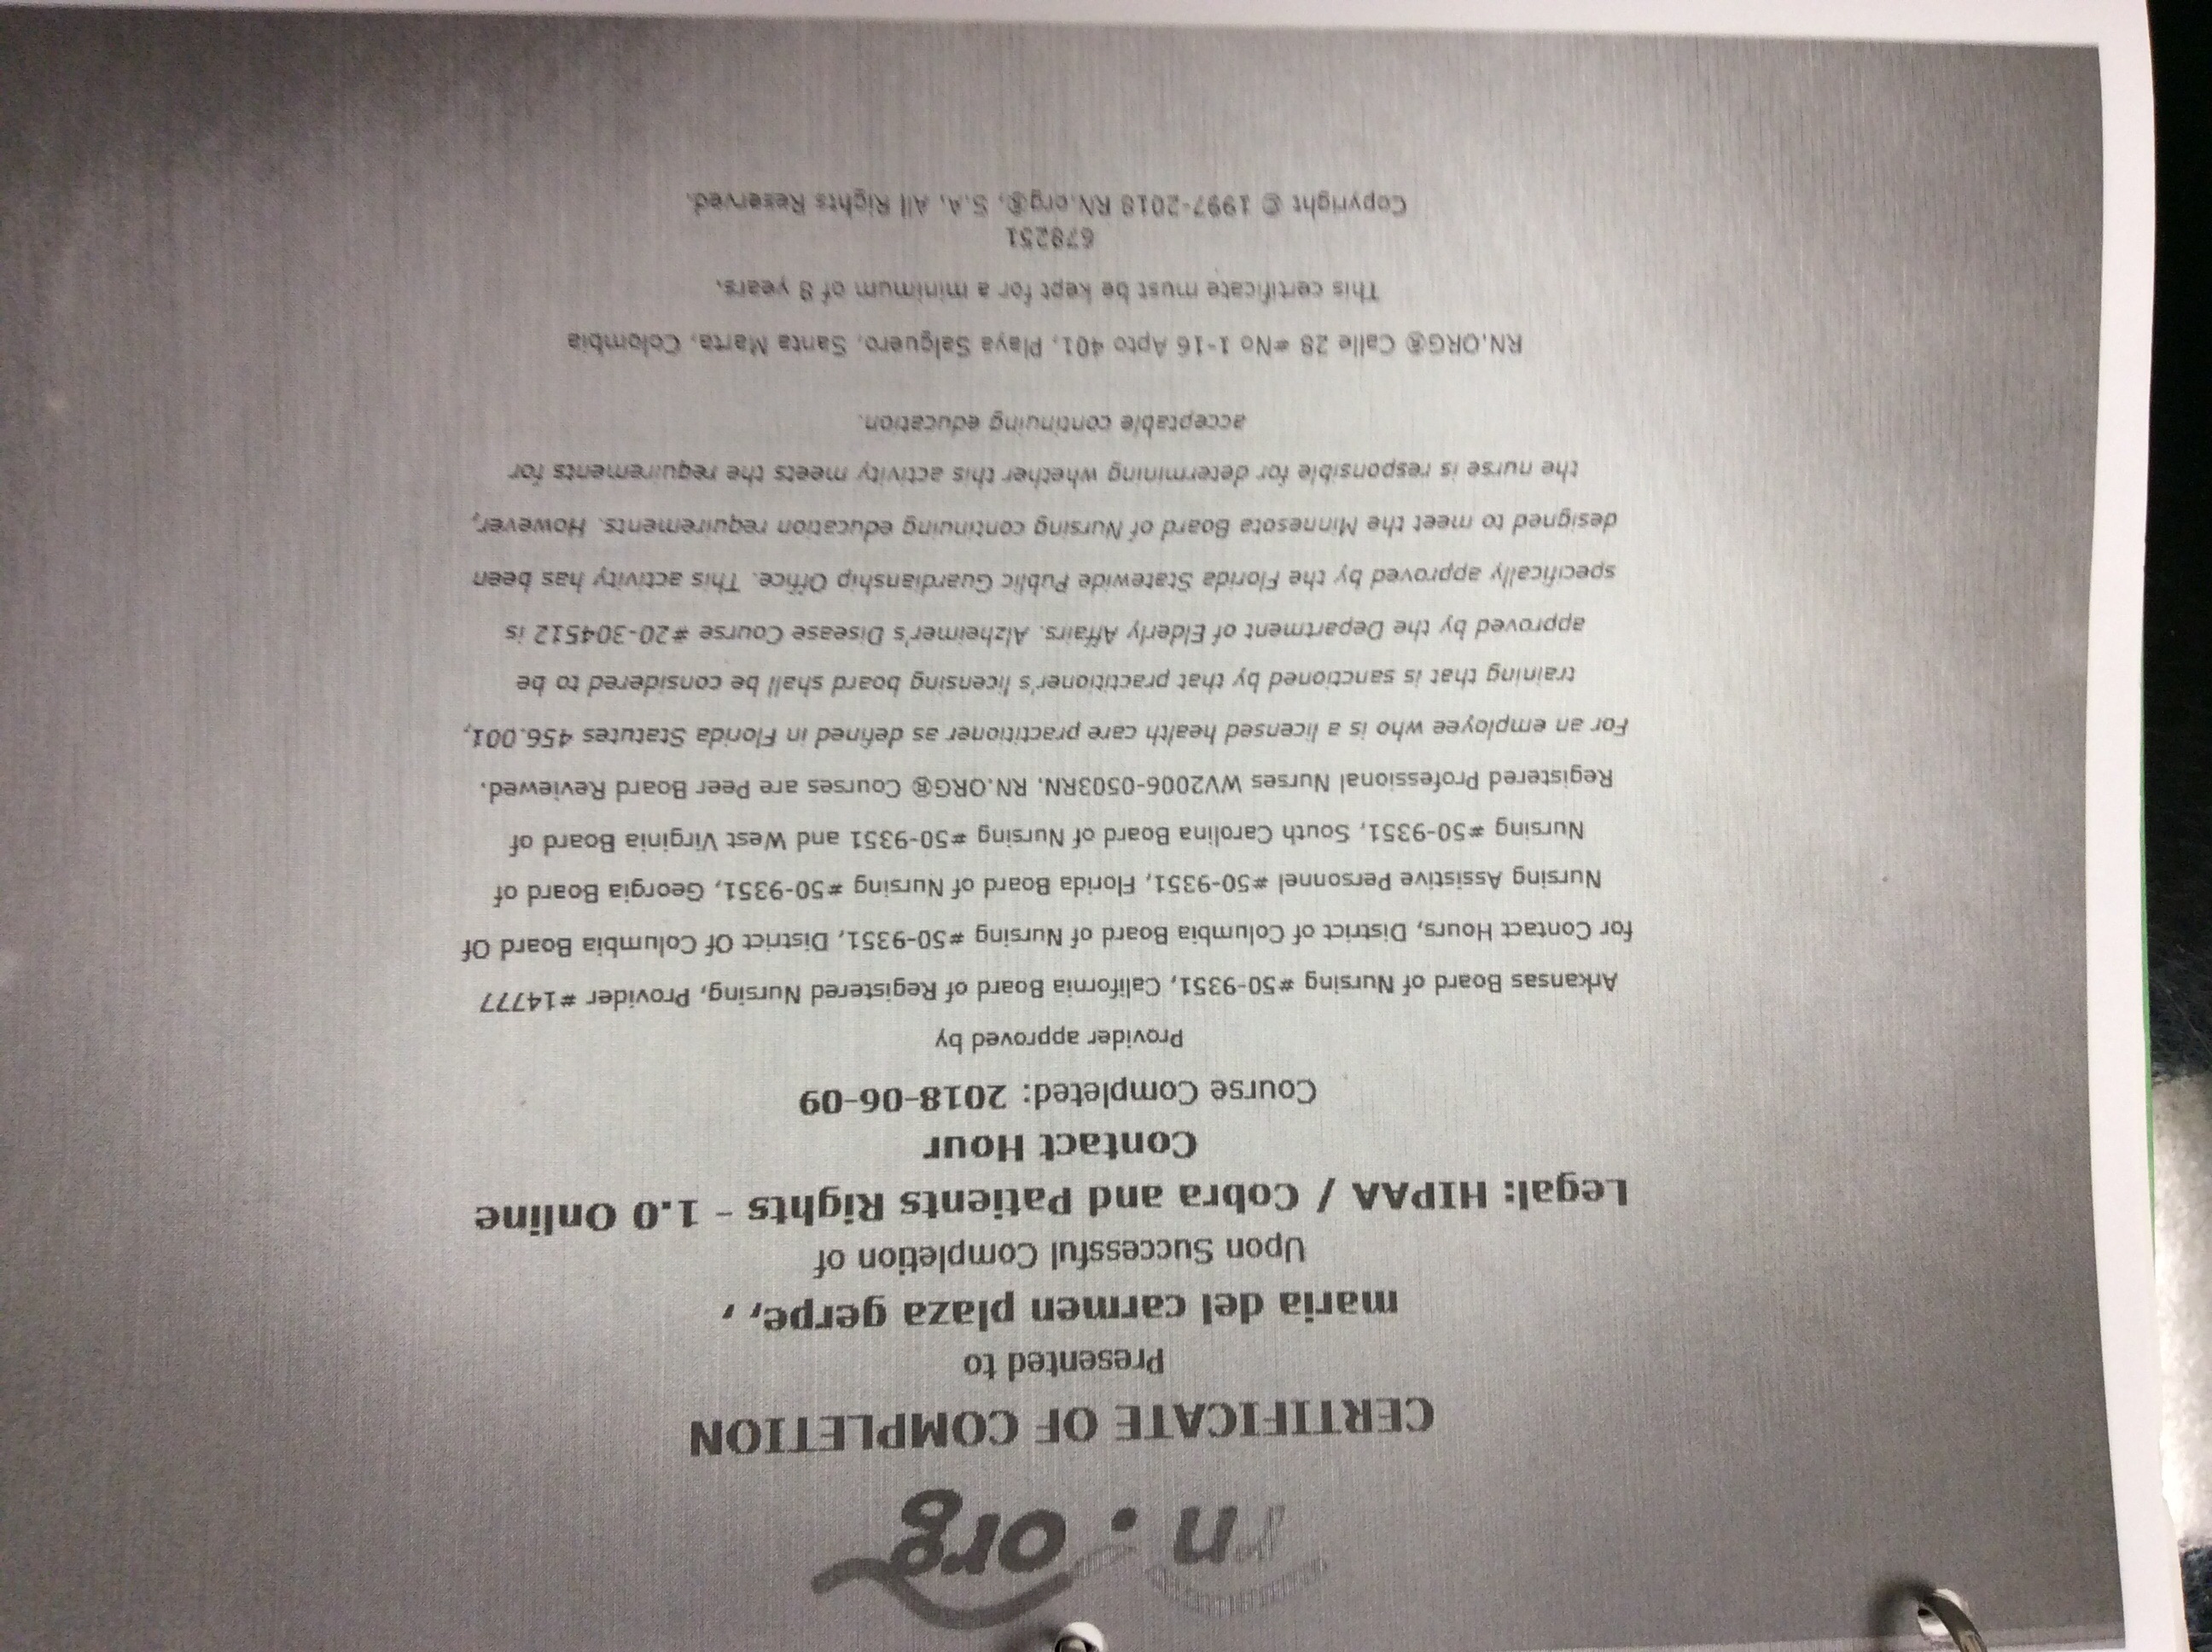 rn.org
CERTIFICATE OF COMPLETION
Presented to
maria del carmen plaza gerpe, ,
Upon Successful Completion of
Legal: HIPAA / Cobra and Patients Rights - 1.0 Online
Contact Hour
Course Completed: 2018-06-09
Provider approved by
Arkansas Board of Nursing #50-9351, California Board of Registered Nursing, Provider #14777
for Contact Hours, District of Columbia Board of Nursing #50-9351, District Of Columbia Board Of
Nursing Assistive Personnel #50-9351, Florida Board of Nursing #50-9351, Georgia Board of
Nursing #50-9351, South Carolina Board of Nursing #50-9351 and West Virginia Board of
Registered Professional Nurses WV2006-0503RN. RN.ORG® Courses are Peer Board Reviewed.
For an employee who is a licensed health care practitioner as defined in Florida Statutes 456.001,
training that is sanctioned by that practitioner's licensing board shall be considered to be
approved by the Department of Elderly Affairs. Alzheimer's Disease Course #20-304512 is
specifically approved by the Florida Statewide Public Guardianship Office. This activity has been
designed to meet the Minnesota Board of Nursing continuing education requirements. However,
the nurse is responsible for determining whether this activity meets the requirements for
acceptable continuing education.
RN.ORG® Calle 28 #No 1-16 Apto 401, Playa Salguero, Santa Marta, Colombia
This certificate must be kept for a minimum of 8 years.
678251
Copyright © 1997-2018 RN.org®, S.A. All Rights Reserved.